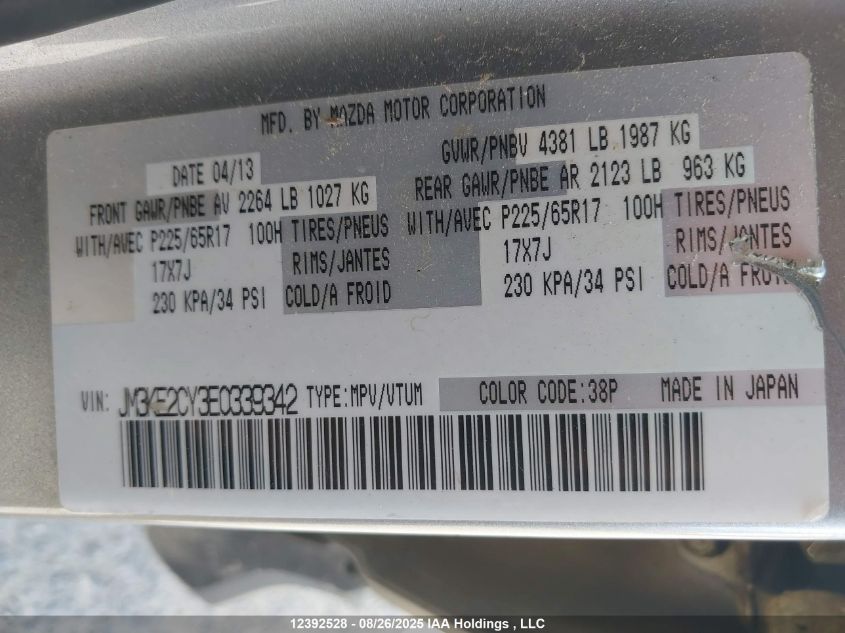 MFD. BY MAZDA MOTOR CORPORATION
DATE 04/13
GVWR/PNBV 4381 LB 1987 KG
FRONT GAWR/PNBE AV 2264 LB 1027 KG
REAR GAWR/PNBE AR 2123 LB 963 KG
WITH/AVEC P225/65R17 100H TIRES/PNEUS
WITH/AVEC P225/65R17 100H TIRES/PNEUS
17X7J RIMS/JANTES
17X7J RIMS/JANTES
230 KPA/34 PSI COLD/A FROID
230 KPA/34 PSI COLD/A FROID
VIN: JM3KE2CY3E0339342 TYPE:MPV/VTUM COLOR CODE:38P MADE IN JAPAN
12392528 - 08/26/2025 IAA Holdings , LLC